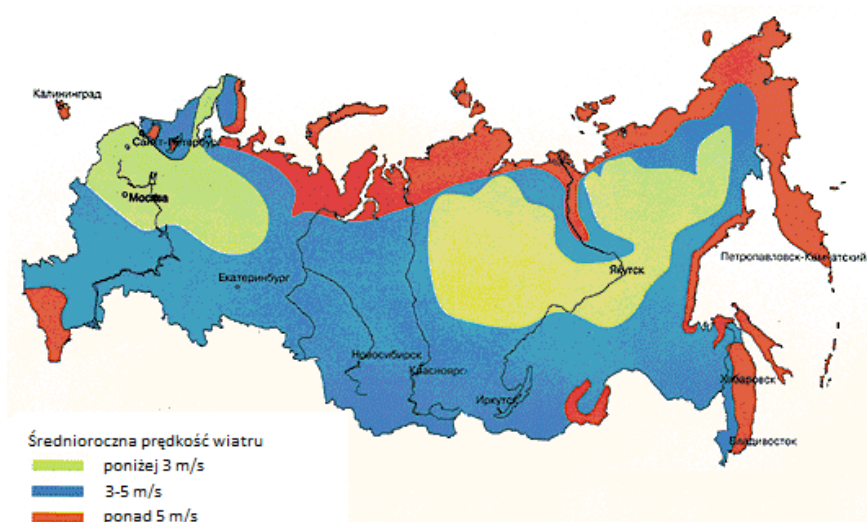 Калининград
Санкт-Петербург
Москва
Екатеринбург
Якутск
Петропавловск-Камчатский
Новосибирск
Красноярс
Хабаровск
Иркутск
Владивосток
Średnioroczna prędkość wiatru
poniżej 3 m/s
3-5 m/s
ponad 5 m/s